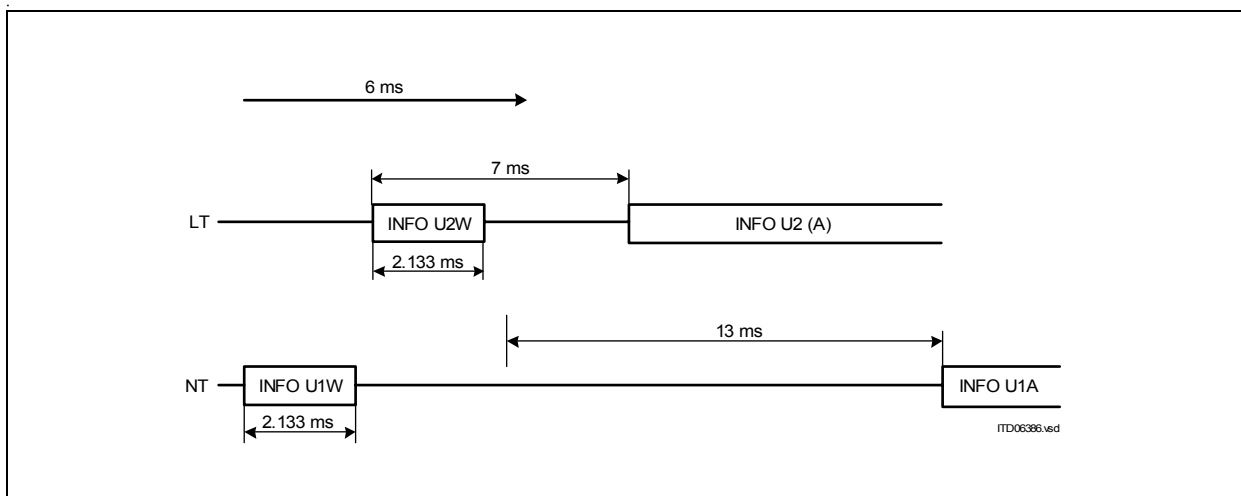 6 ms
7 ms
LT
INFO U2W
INFO U2 (A)
2.133 ms
13 ms
NT
INFO U1W
INFO U1A
2.133 ms
ITD06386.vsd